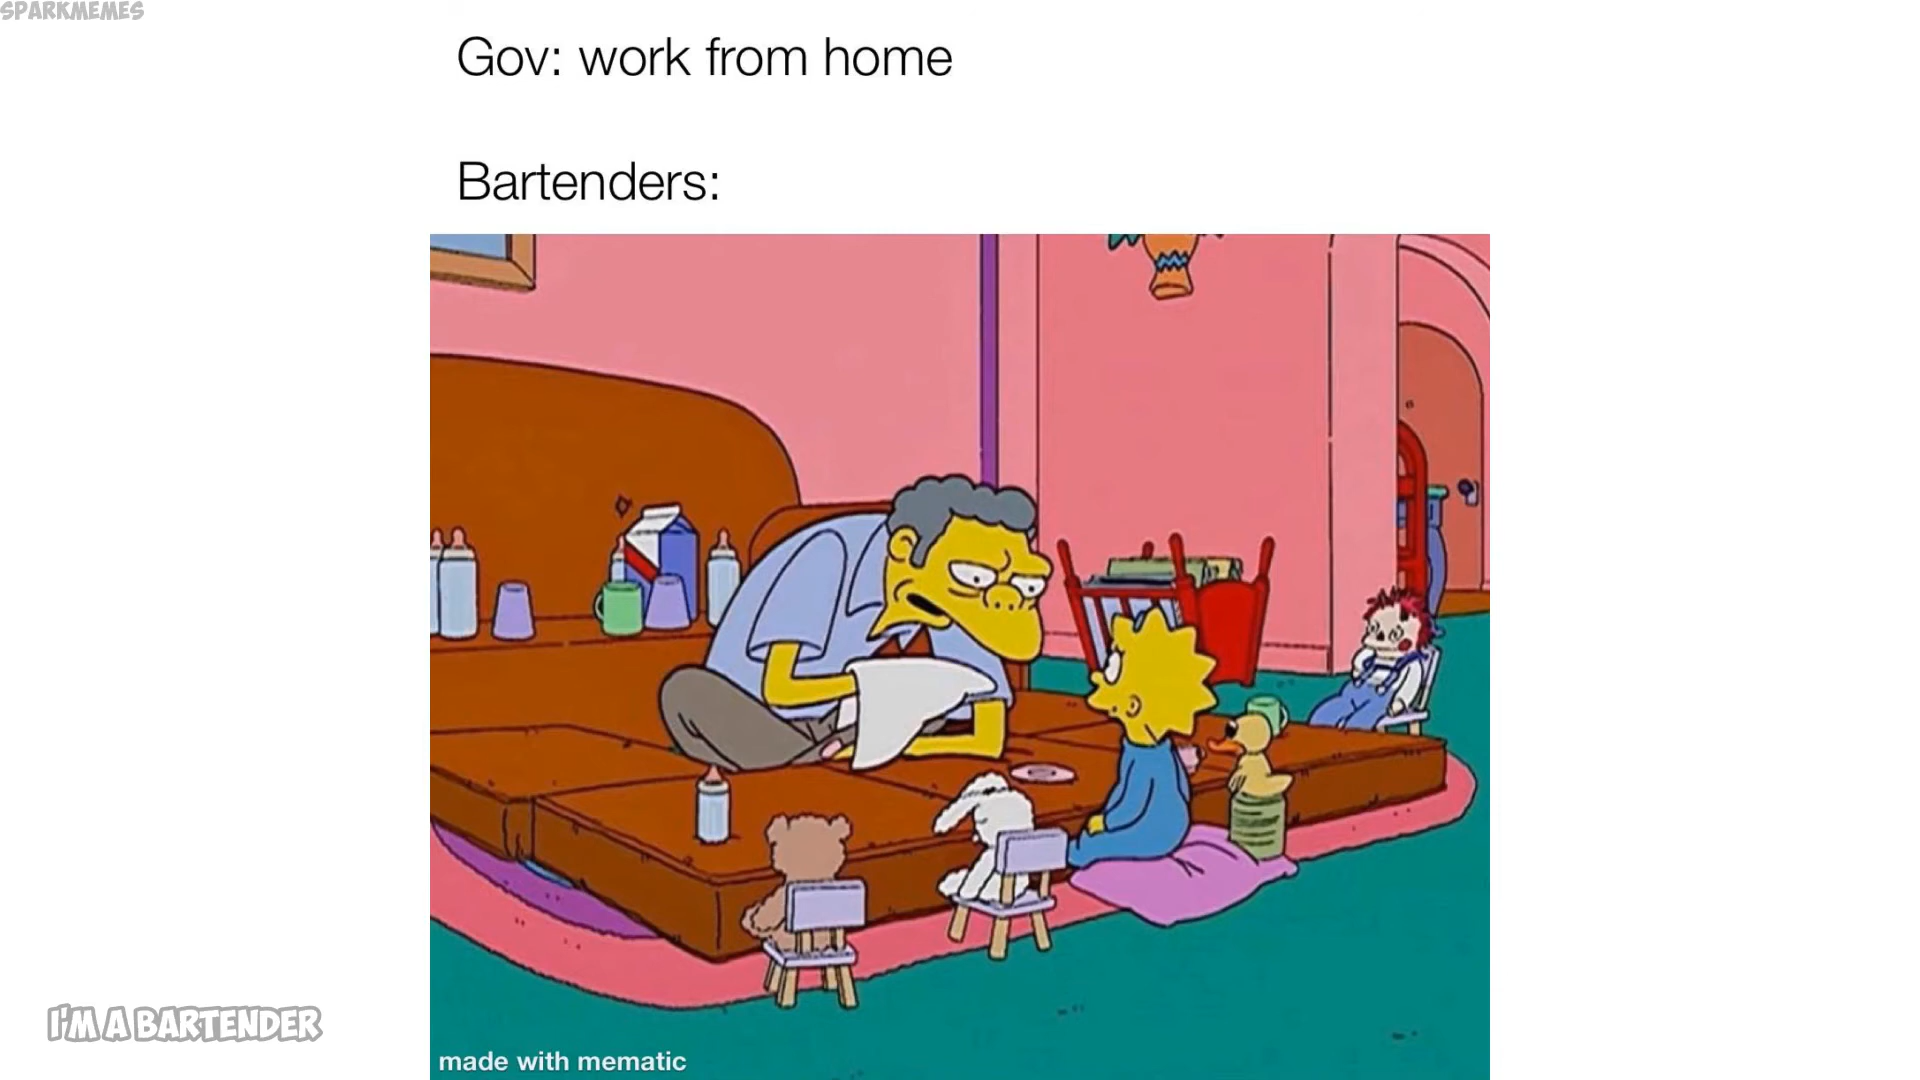 SPARKMEMES
Gov: work from home
Bartenders:
I'M A BARTENDER
made with mematic